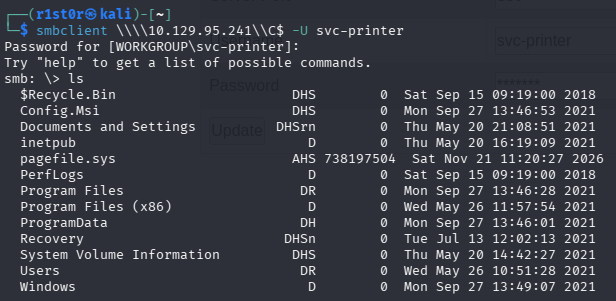 ┌──(r1st0r㉿kali)-[~]
└─$ smbclient \\\\10.129.95.241\\C$ -U svc-printer
Password for [WORKGROUP\svc-printer]:
Try "help" to get a list of possible commands.
smb: \> ls
$Recycle.Bin DHS 0 Sat Sep 15 09:19:00 2018
Config.Msi DHS 0 Mon Sep 27 13:46:53 2021
Documents and Settings DHSrn 0 Thu May 20 21:08:51 2021
inetpub D 0 Thu May 20 16:19:09 2021
pagefile.sys AHS 738197504 Sat Nov 21 11:20:27 2026
PerfLogs D 0 Sat Sep 15 09:19:00 2018
Program Files DR 0 Mon Sep 27 13:46:28 2021
Program Files (x86) D 0 Wed May 26 11:57:54 2021
ProgramData DH 0 Mon Sep 27 13:46:01 2021
Recovery DHSn 0 Tue Jul 13 12:02:13 2021
System Volume Information DHS 0 Thu May 20 14:42:27 2021
Users DR 0 Wed May 26 10:51:28 2021
Windows D 0 Mon Sep 27 13:49:07 2021
svc-printer
Password
Update